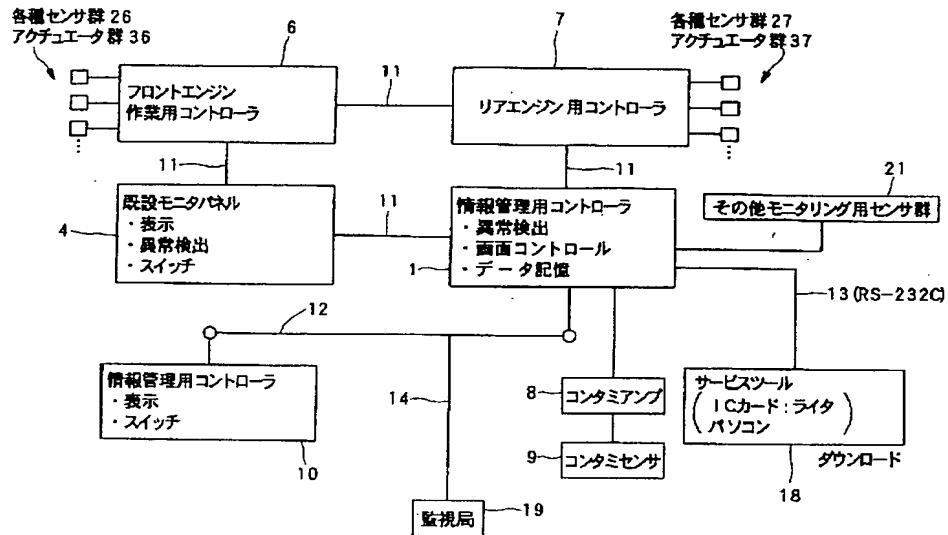 各種センサ群26
アクチュエータ群36
6
7
各種センサ群27
アクチュエータ群37
フロントエンジン
作業用コントローラ
11
リアエンジン用コントローラ
11
11
21
既設モニタパネル
・表示
・異常検出
・スイッチ
4
11
情報管理用コントローラ
・異常検出
・画面コントロール
・データ記憶
1
その他モニタリング用センサ群
13(RS-232C)
12
情報管理用コントローラ
・表示
・スイッチ
10
14
8
コンタミアンプ
9
コンタミセンサ
サービスツール
ICカード:ライタ
パソコン
18
ダウンロード
監視局
19